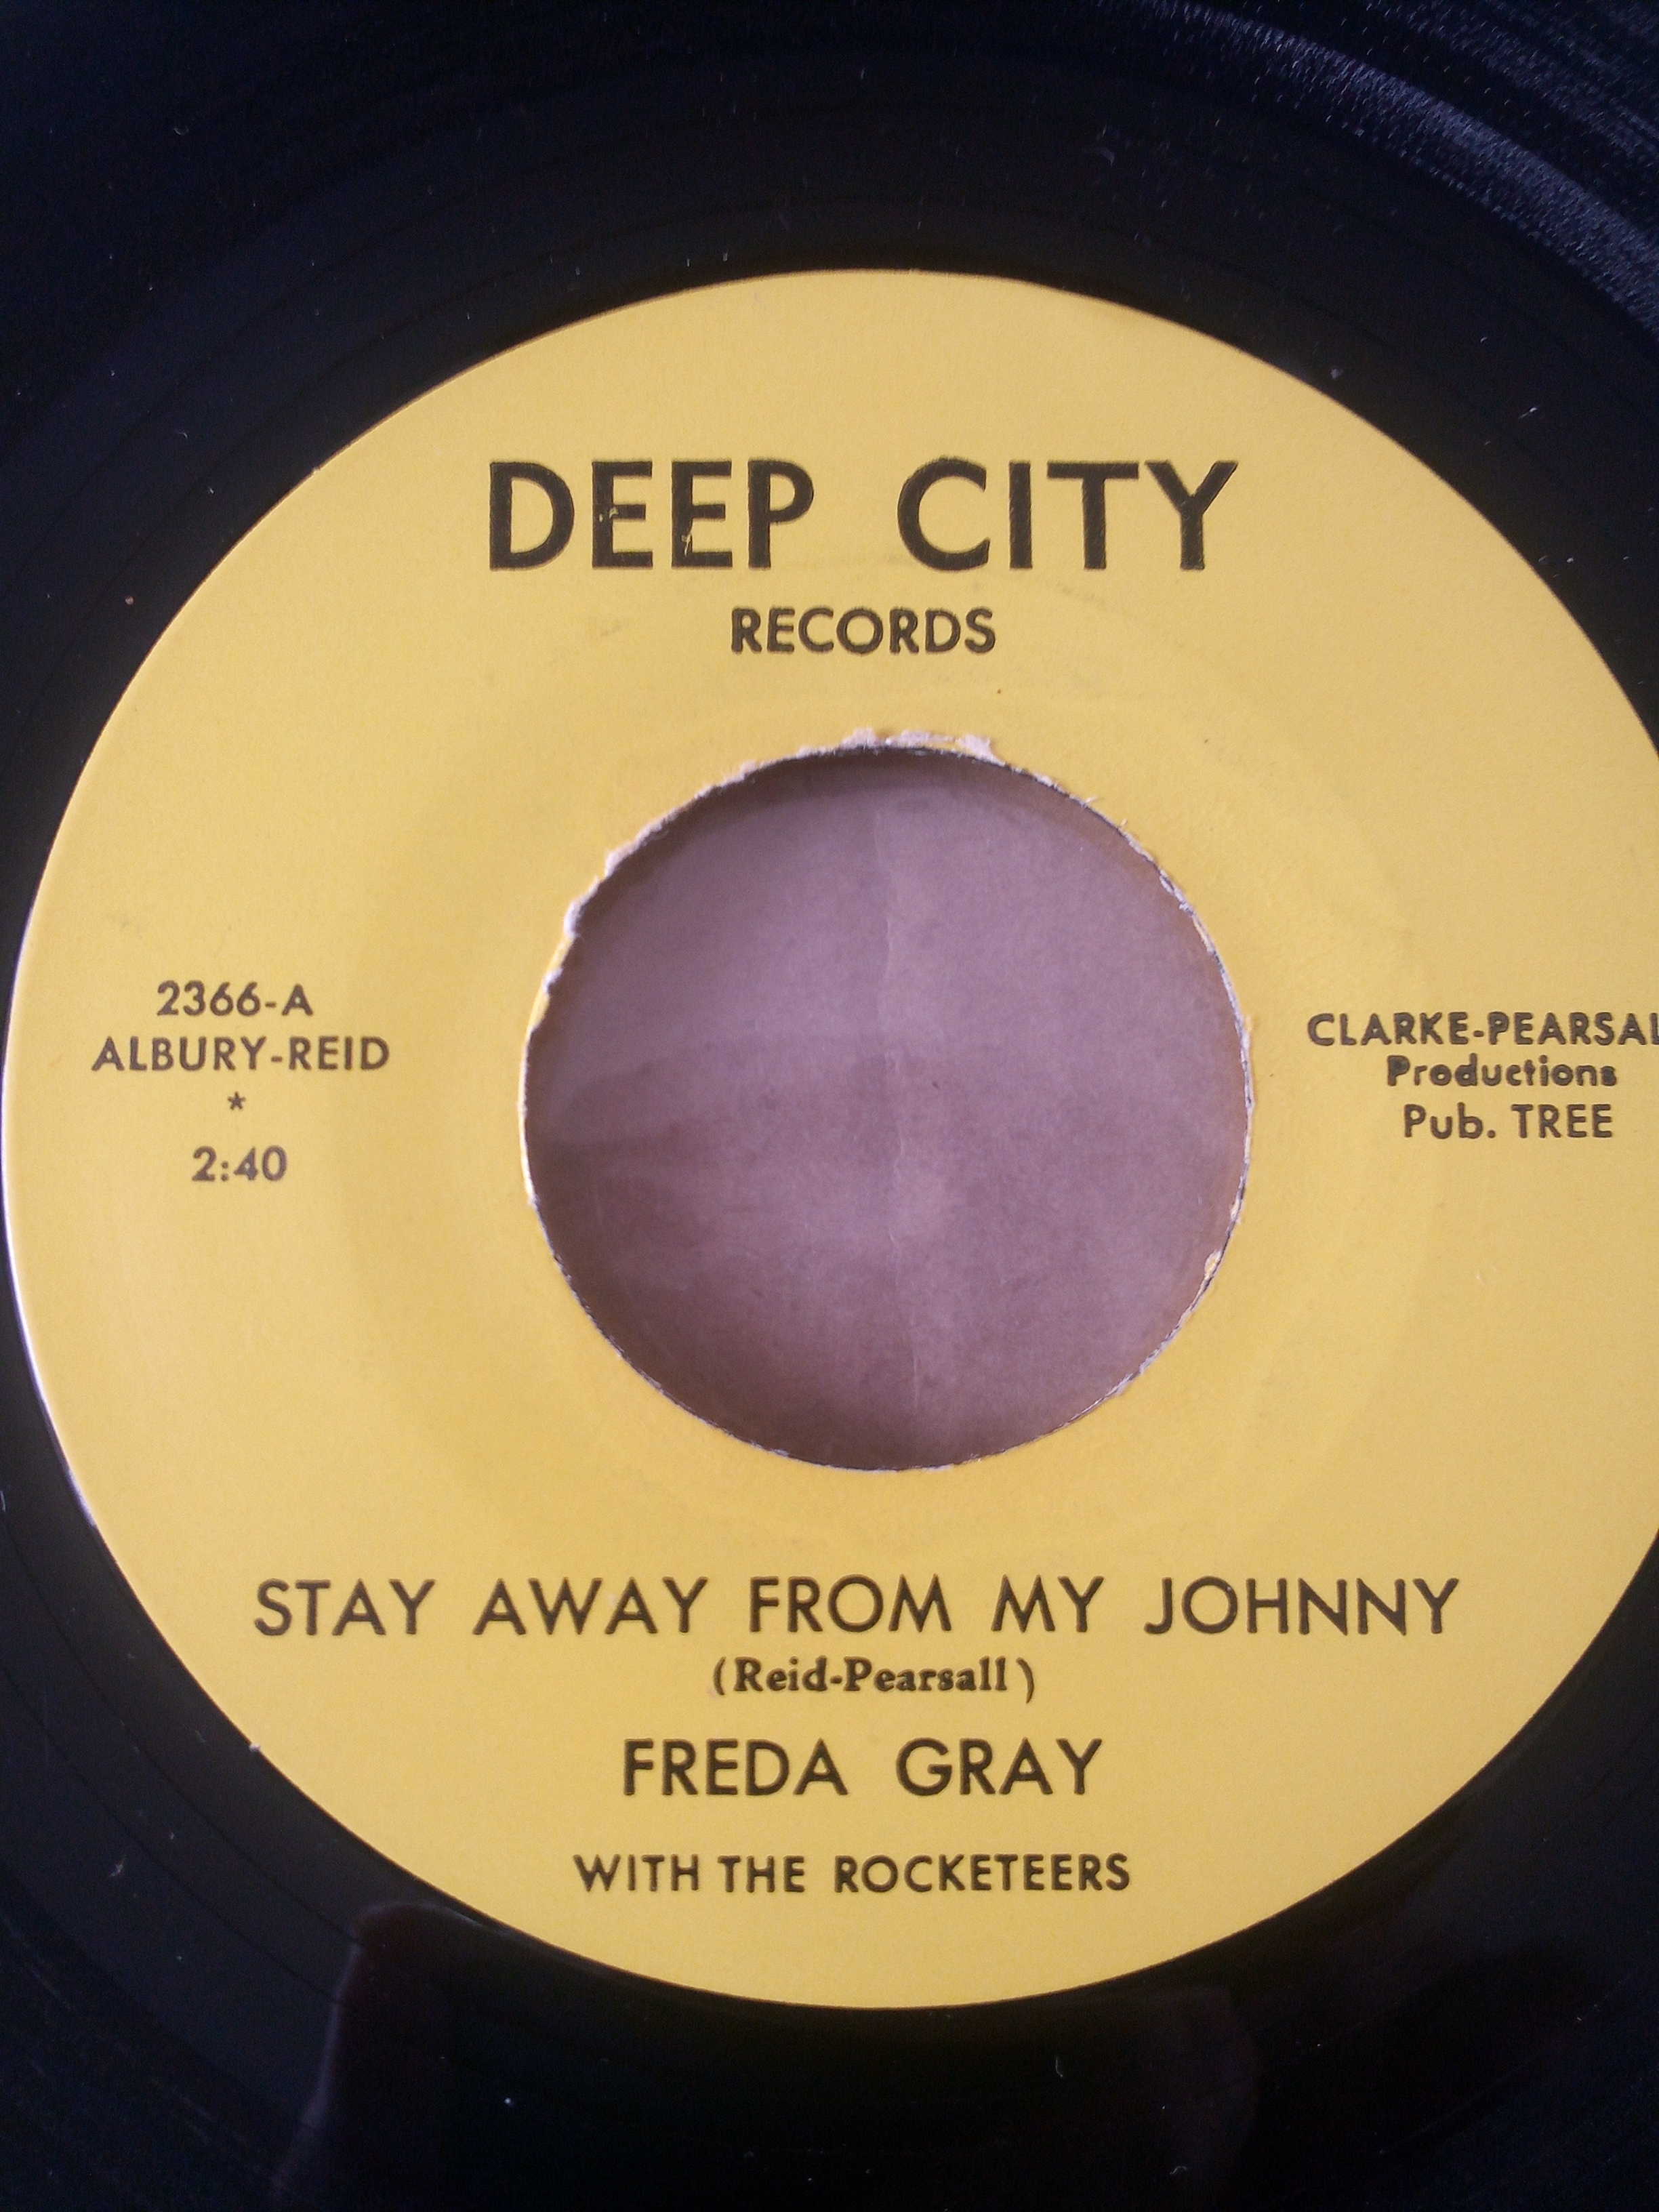 DEEP CITY
RECORDS
2366-A
ALBURY-REID
*
2:40
CLARKE-PEARSAL
Productions
Pub. TREE
STAY AWAY FROM MY JOHNNY
(Reid-Pearsall)
FREDA GRAY
WITH THE ROCKETEERS